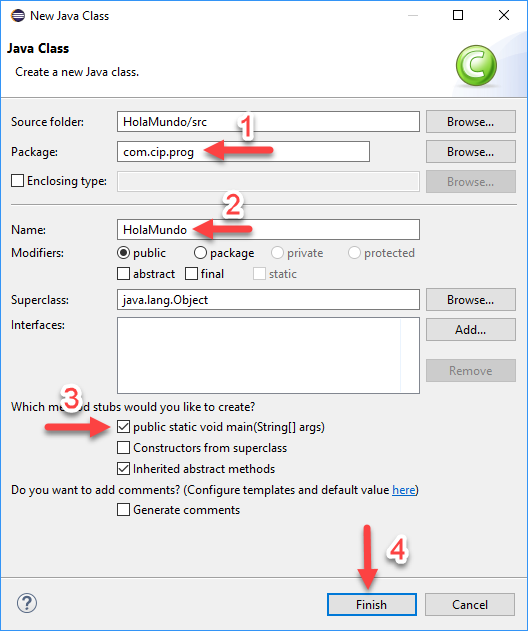 New Java Class
Java Class
Create a new Java class.
Source folder: HolaMundo/src Browse...
1
Package: com.cip.prog Browse...
Enclosing type: Browse...
2
Name: HolaMundo
Modifiers: public package private protected
abstract final static
Superclass: java.lang.Object Browse...
Interfaces: Add...
Remove
3
Which method stubs would you like to create?
public static void main(String[] args)
Constructors from superclass
Inherited abstract methods
Do you want to add comments? (Configure templates and default value here)
Generate comments
4
? Finish Cancel